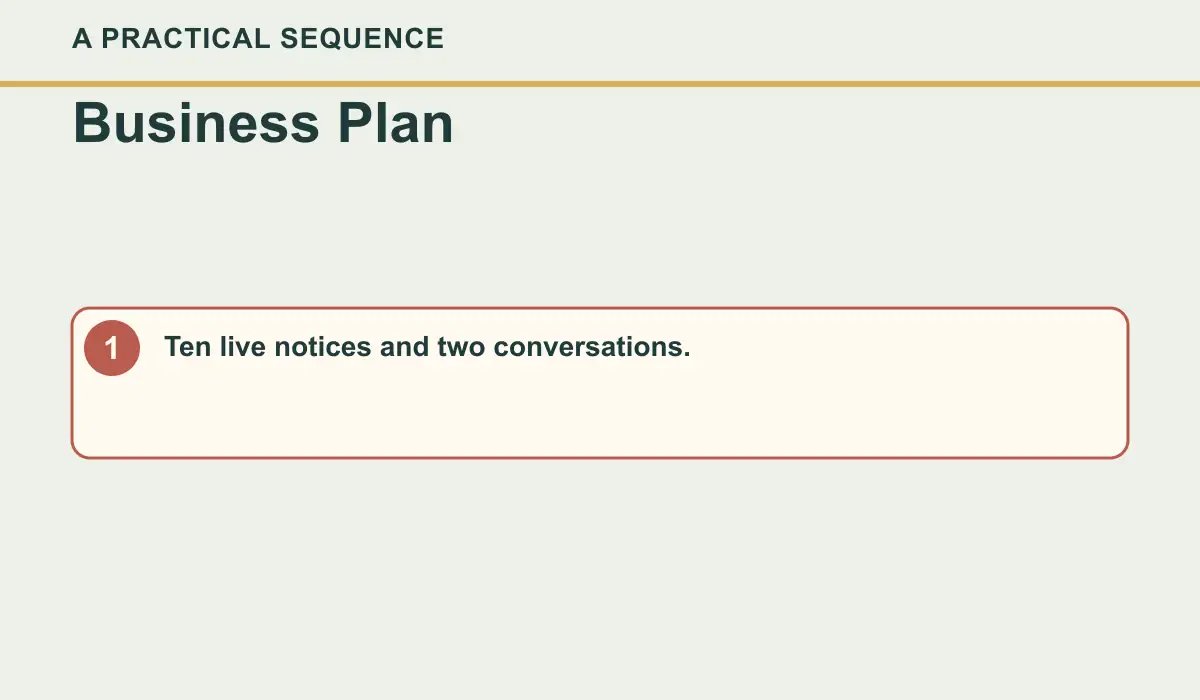 A PRACTICAL SEQUENCE
Business Plan
1 Ten live notices and two conversations.